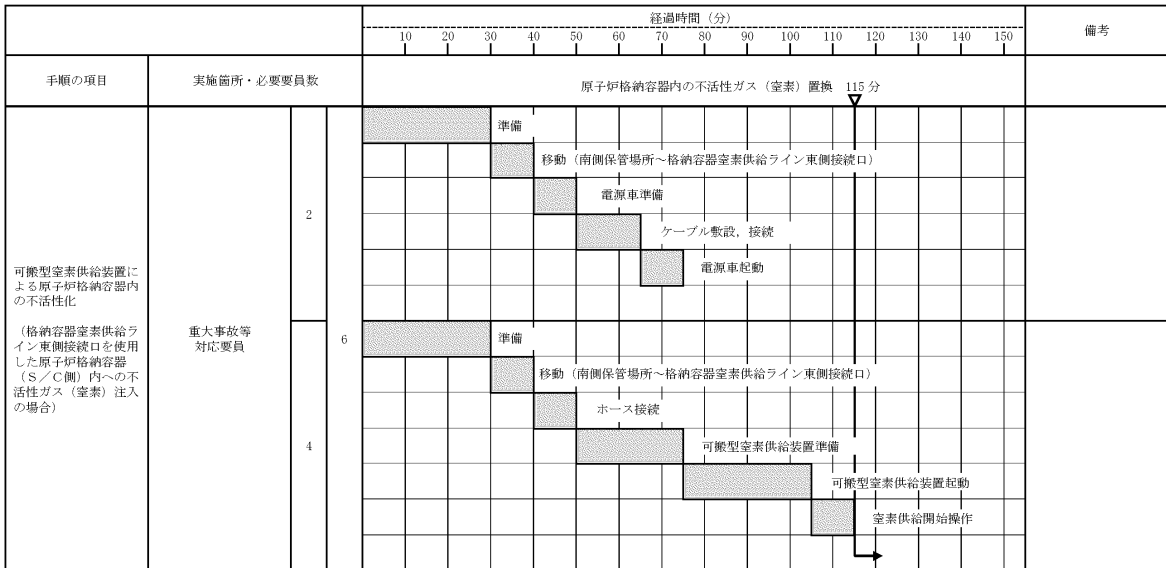 経過時間（分）
10 20 30 40 50 60 70 80 90 100 110 120 130 140 150
備考
手順の項目
実施箇所・必要要員数
原子炉格納容器内の不活性ガス（窒素）置換 115分
可搬型窒素供給装置に
よる原子炉格納容器内
の不活性化
（格納容器窒素供給ラ
イン東側接続口を使用
した原子炉格納容器
（Ｓ／Ｃ側）内への不
活性ガス（窒素）注入
の場合）
重大事故等
対応要員
2
6
準備
移動（南側保管場所～格納容器窒素供給ライン東側接続口）
電源車準備
ケーブル敷設，接続
電源車起動
4
準備
移動（南側保管場所～格納容器窒素供給ライン東側接続口）
ホース接続
可搬型窒素供給装置準備
可搬型窒素供給装置起動
窒素供給開始操作